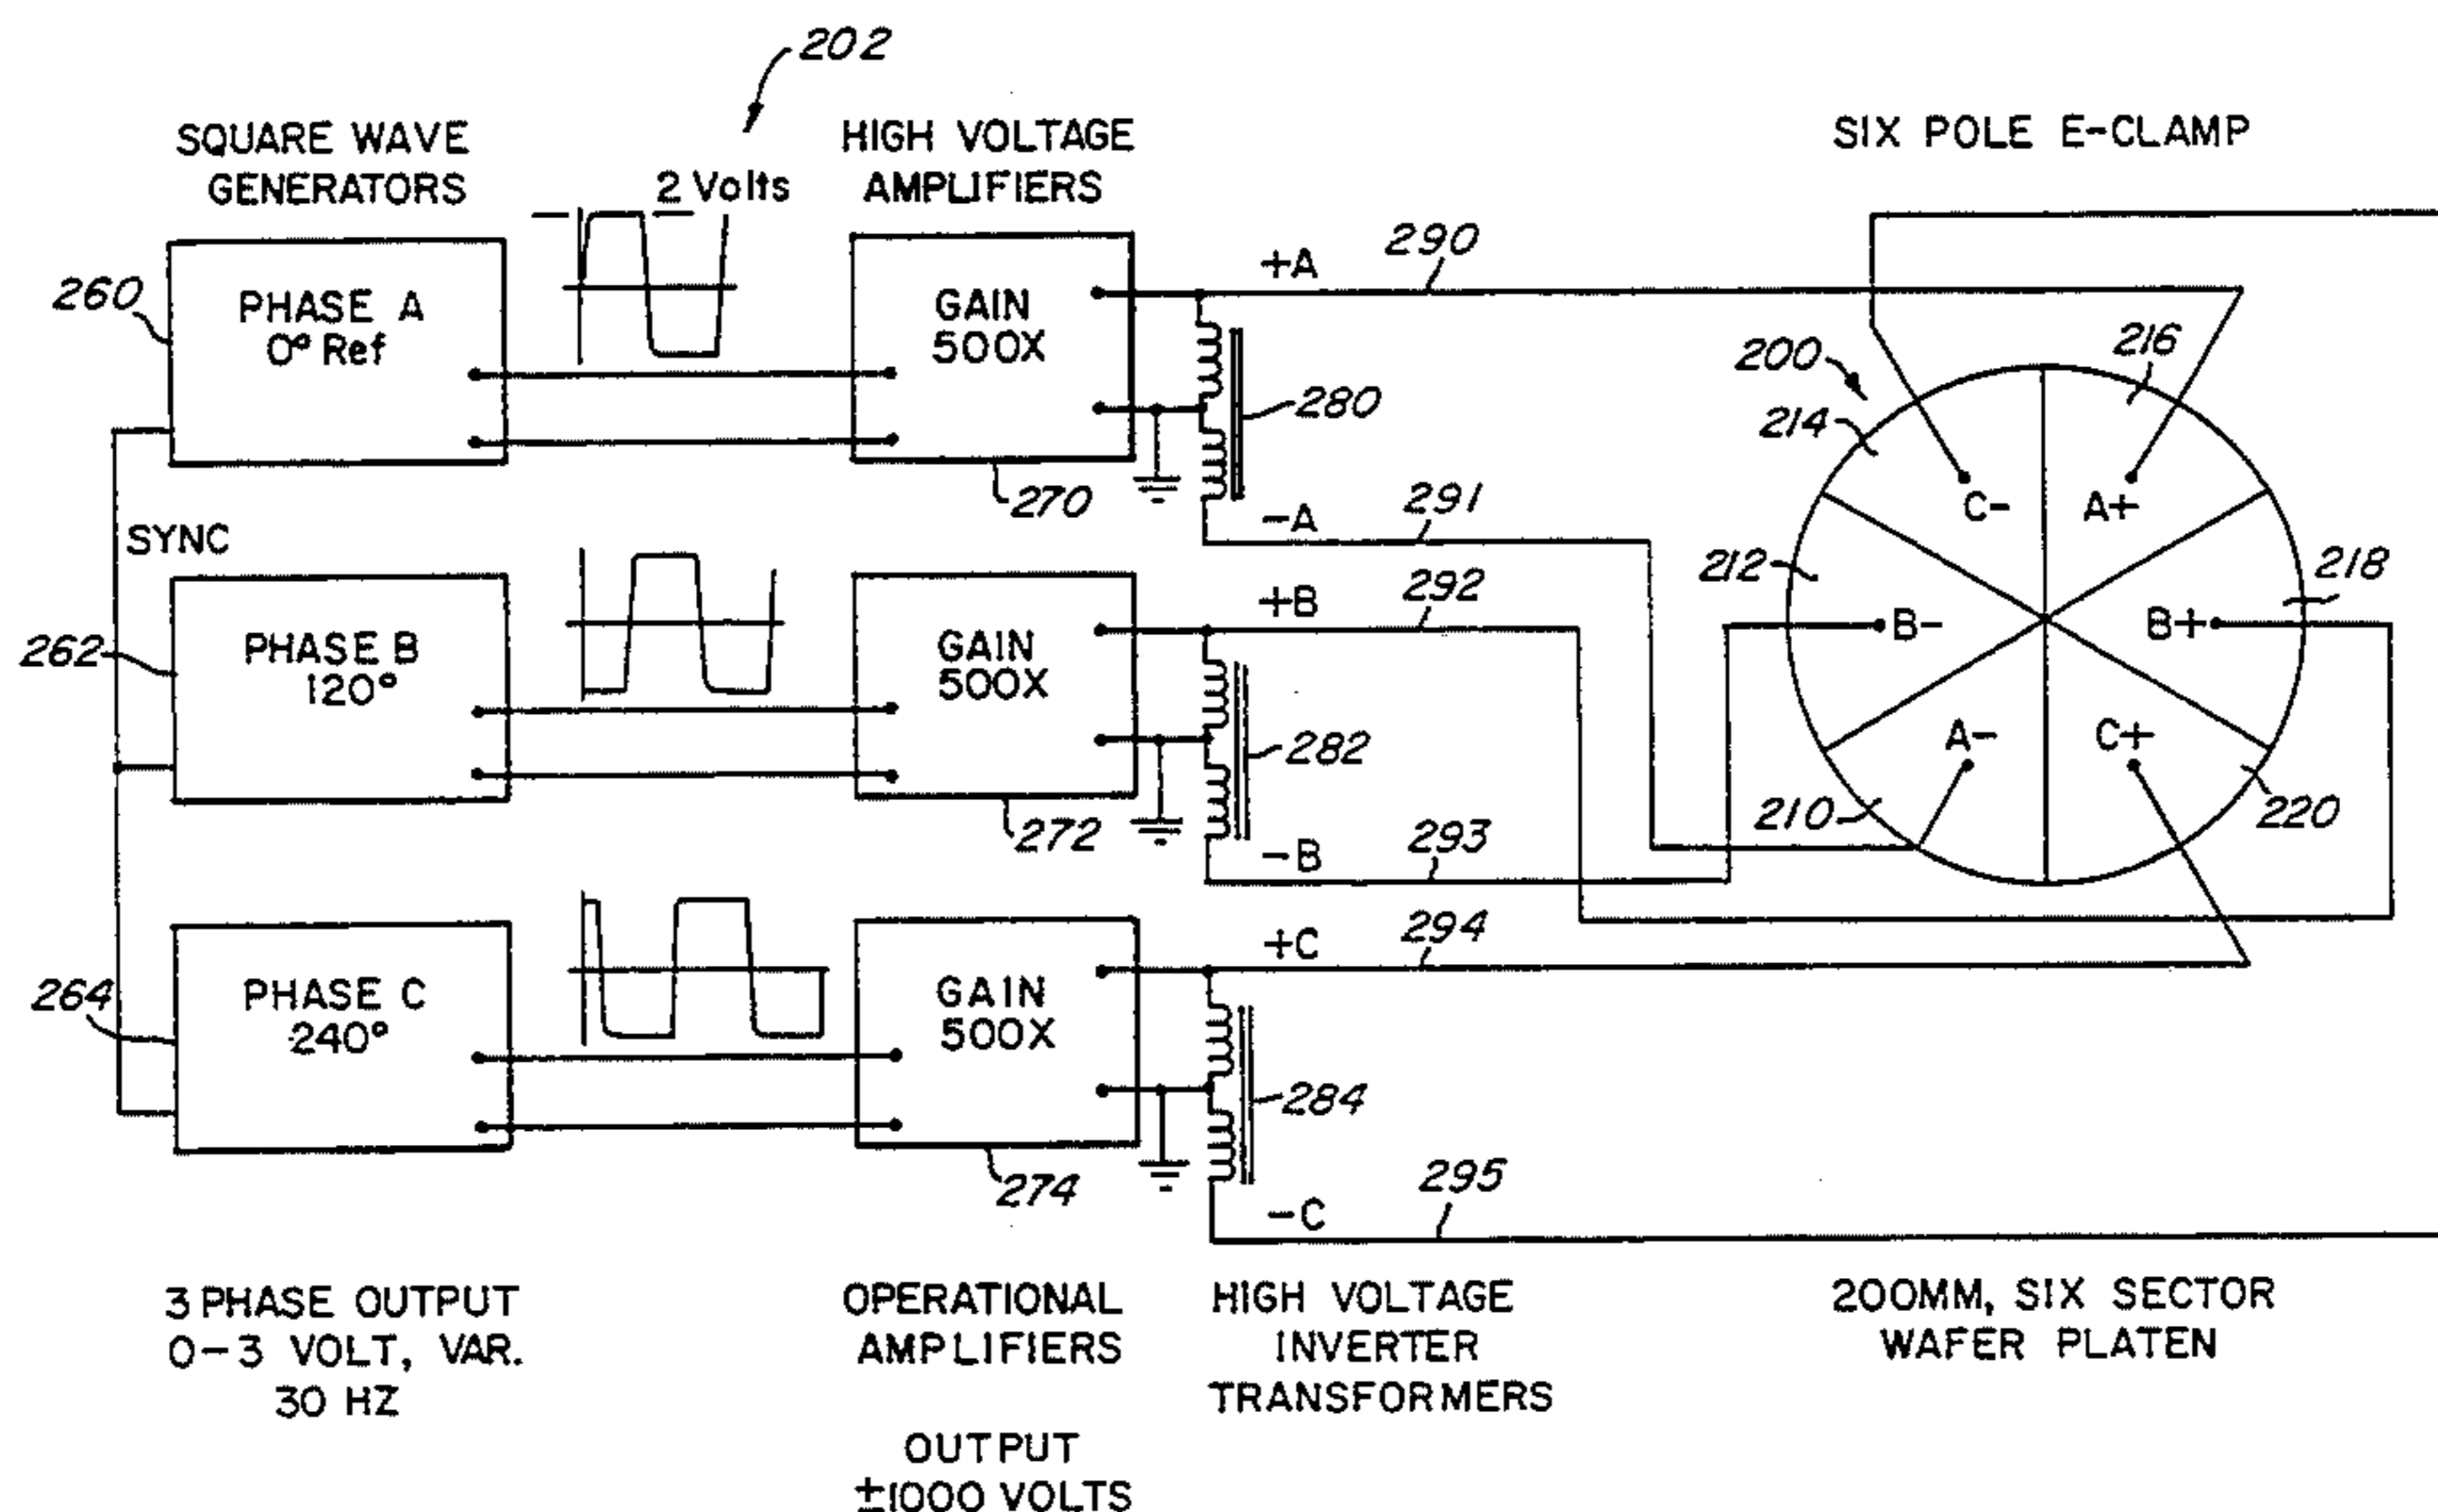 202
SQUARE WAVE
GENERATORS
2 Volts
HIGH VOLTAGE
AMPLIFIERS
SIX POLE E-CLAMP
260
PHASE A
0° Ref
GAIN
500X
270
+A
290
280
-A
291
SYNC
262
PHASE B
120°
GAIN
500X
272
+B
292
282
-B
293
264
PHASE C
240°
GAIN
500X
274
+C
294
284
-C
295
200
216
214
C-
A+
212
218
B-
B+
A-
C+
210
220
3 PHASE OUTPUT
0-3 VOLT, VAR.
30 HZ
OPERATIONAL
AMPLIFIERS
OUTPUT
±1000 VOLTS
HIGH VOLTAGE
INVERTER
TRANSFORMERS
200MM, SIX SECTOR
WAFER PLATEN